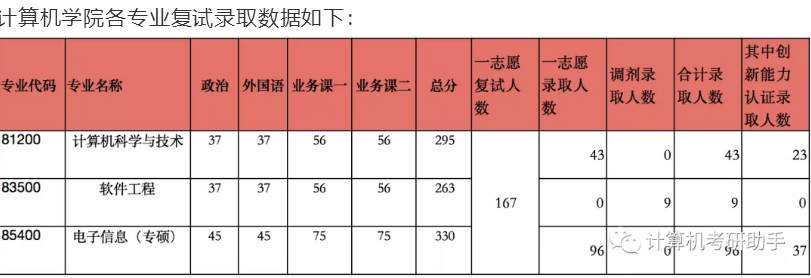 计算机学院各专业复试录取数据如下：
专业代码 专业名称 政治 外国语 业务课一 业务课二 总分 一志愿复试人数 一志愿录取人数 调剂录取人数 合计录取人数 其中创新能力认证录取人数
81200 计算机科学与技术 37 37 56 56 295 167 43 0 43 23
83500 软件工程 37 37 56 56 263 0 9 9 0
85400 电子信息（专硕） 45 45 75 75 330 96 0 96 37
计算机考研助手